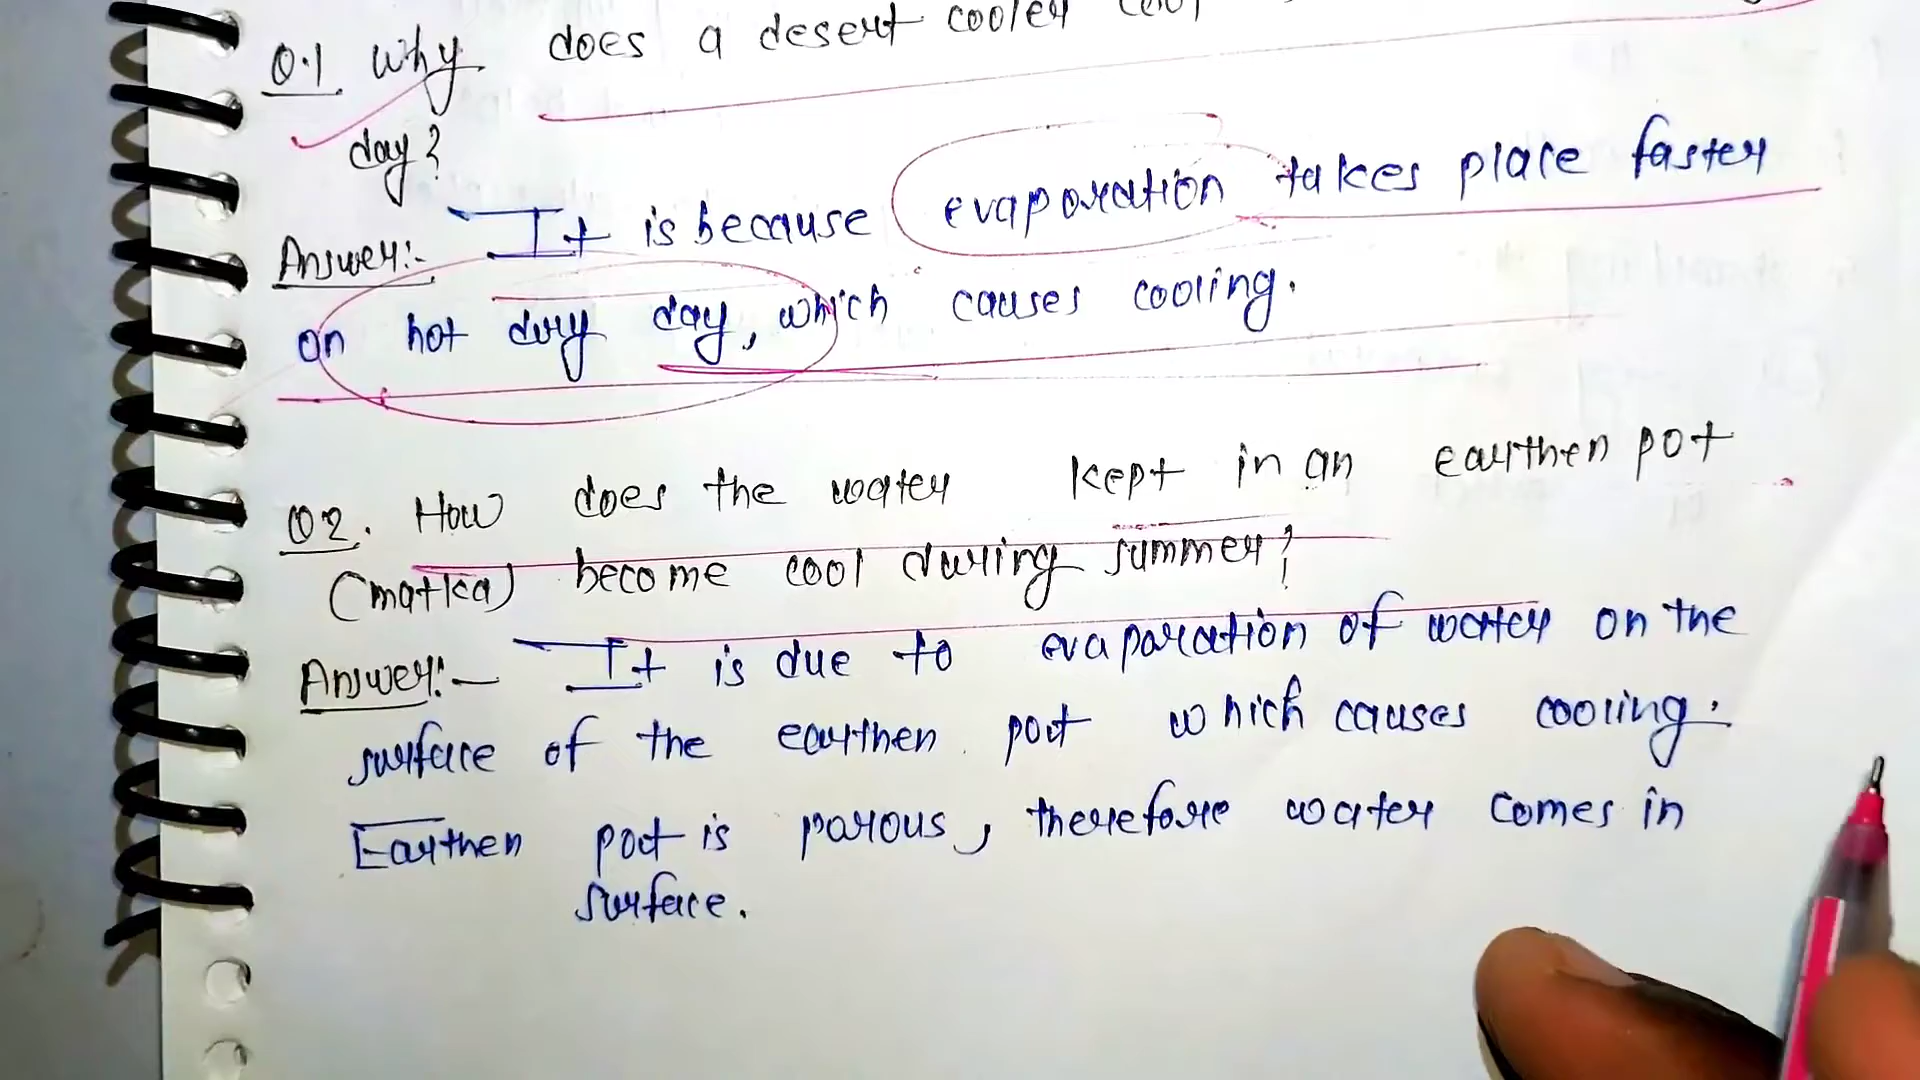 Q.1 Why does a desert cooler cool
day?
Answer:- It is because evaporation takes place faster
on hot dry day, which causes cooling.
Q2. How does the water kept in an earthen pot
(matka) become cool during summer?
Answer:- It is due to evaparation of water on the
surface of the earthen pot which causes cooling.
Earthen pot is parous, therefore water comes in
surface.